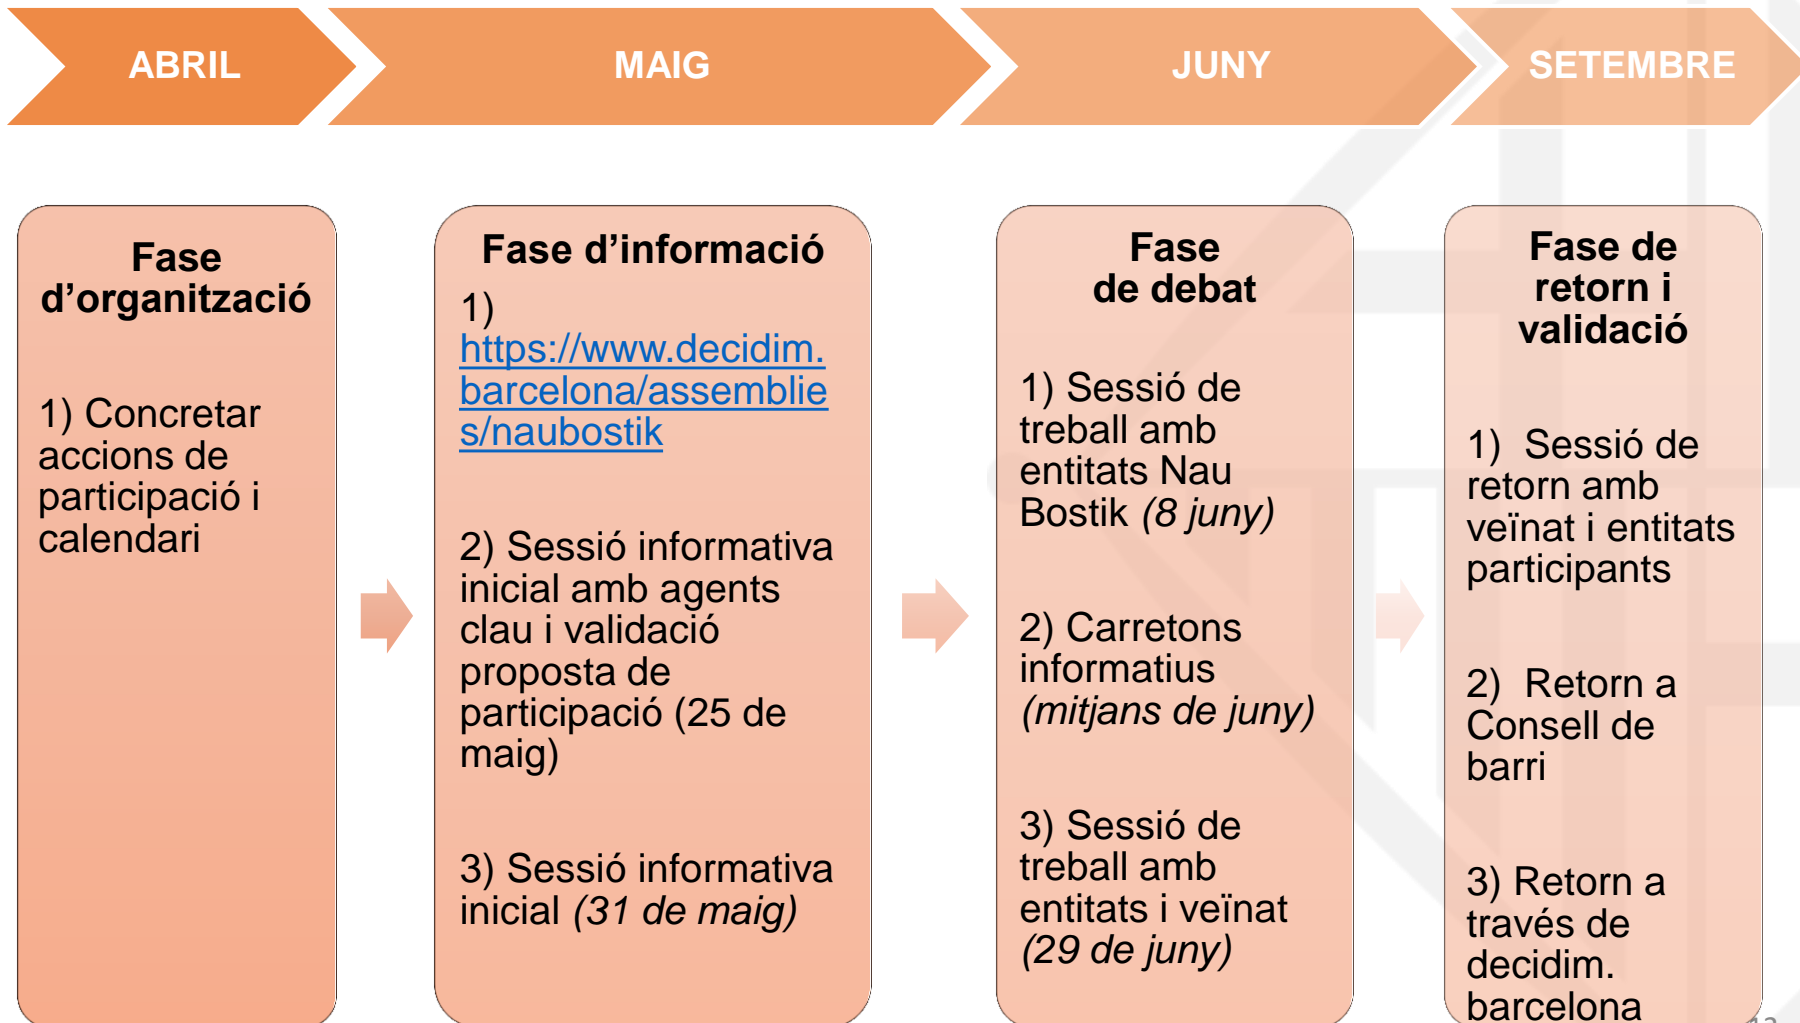 ABRIL
MAIG
JUNY
SETEMBRE
Fase
d’organització
1) Concretar
accions de
participació i
calendari
Fase d’informació
1)
https://www.decidim.
barcelona/assemblie
s/naubostik
2) Sessió informativa
inicial amb agents
clau i validació
proposta de
participació (25 de
maig)
3) Sessió informativa
inicial (31 de maig)
Fase
de debat
1) Sessió de
treball amb
entitats Nau
Bostik (8 juny)
2) Carretons
informatius
(mitjans de juny)
3) Sessió de
treball amb
entitats i veïnat
(29 de juny)
Fase de
retorn i
validació
1) Sessió de
retorn amb
veïnat i entitats
participants
2) Retorn a
Consell de
barri
3) Retorn a
través de
decidim.
barcelona